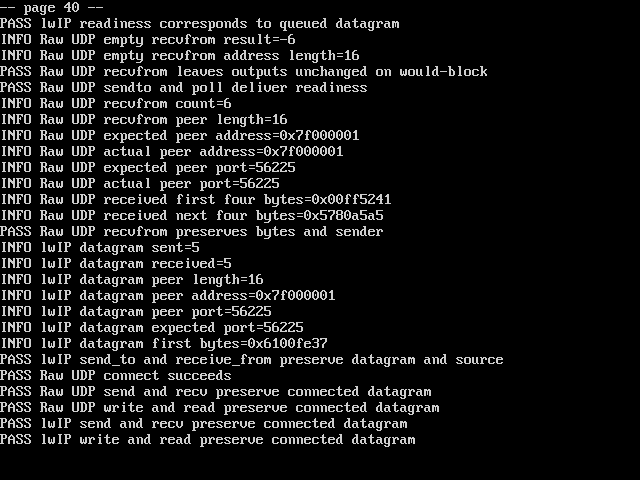 -- page 40 --
PASS lwIP readiness corresponds to queued datagram
INFO Raw UDP empty recvfrom result=-6
INFO Raw UDP empty recvfrom address length=16
PASS Raw UDP recvfrom leaves outputs unchanged on would-block
PASS Raw UDP sendto and poll deliver readiness
INFO Raw UDP recvfrom count=6
INFO Raw UDP recvfrom peer length=16
INFO Raw UDP expected peer address=0x7f000001
INFO Raw UDP actual peer address=0x7f000001
INFO Raw UDP expected peer port=56225
INFO Raw UDP actual peer port=56225
INFO Raw UDP received first four bytes=0x00ff5241
INFO Raw UDP received next four bytes=0x5780a5a5
PASS Raw UDP recvfrom preserves bytes and sender
INFO lwIP datagram sent=5
INFO lwIP datagram received=5
INFO lwIP datagram peer length=16
INFO lwIP datagram peer address=0x7f000001
INFO lwIP datagram peer port=56225
INFO lwIP datagram expected port=56225
INFO lwIP datagram first bytes=0x6100fe37
PASS lwIP send_to and receive_from preserve datagram and source
PASS Raw UDP connect succeeds
PASS Raw UDP send and recv preserve connected datagram
PASS Raw UDP write and read preserve connected datagram
PASS lwIP send and recv preserve connected datagram
PASS lwIP write and read preserve connected datagram